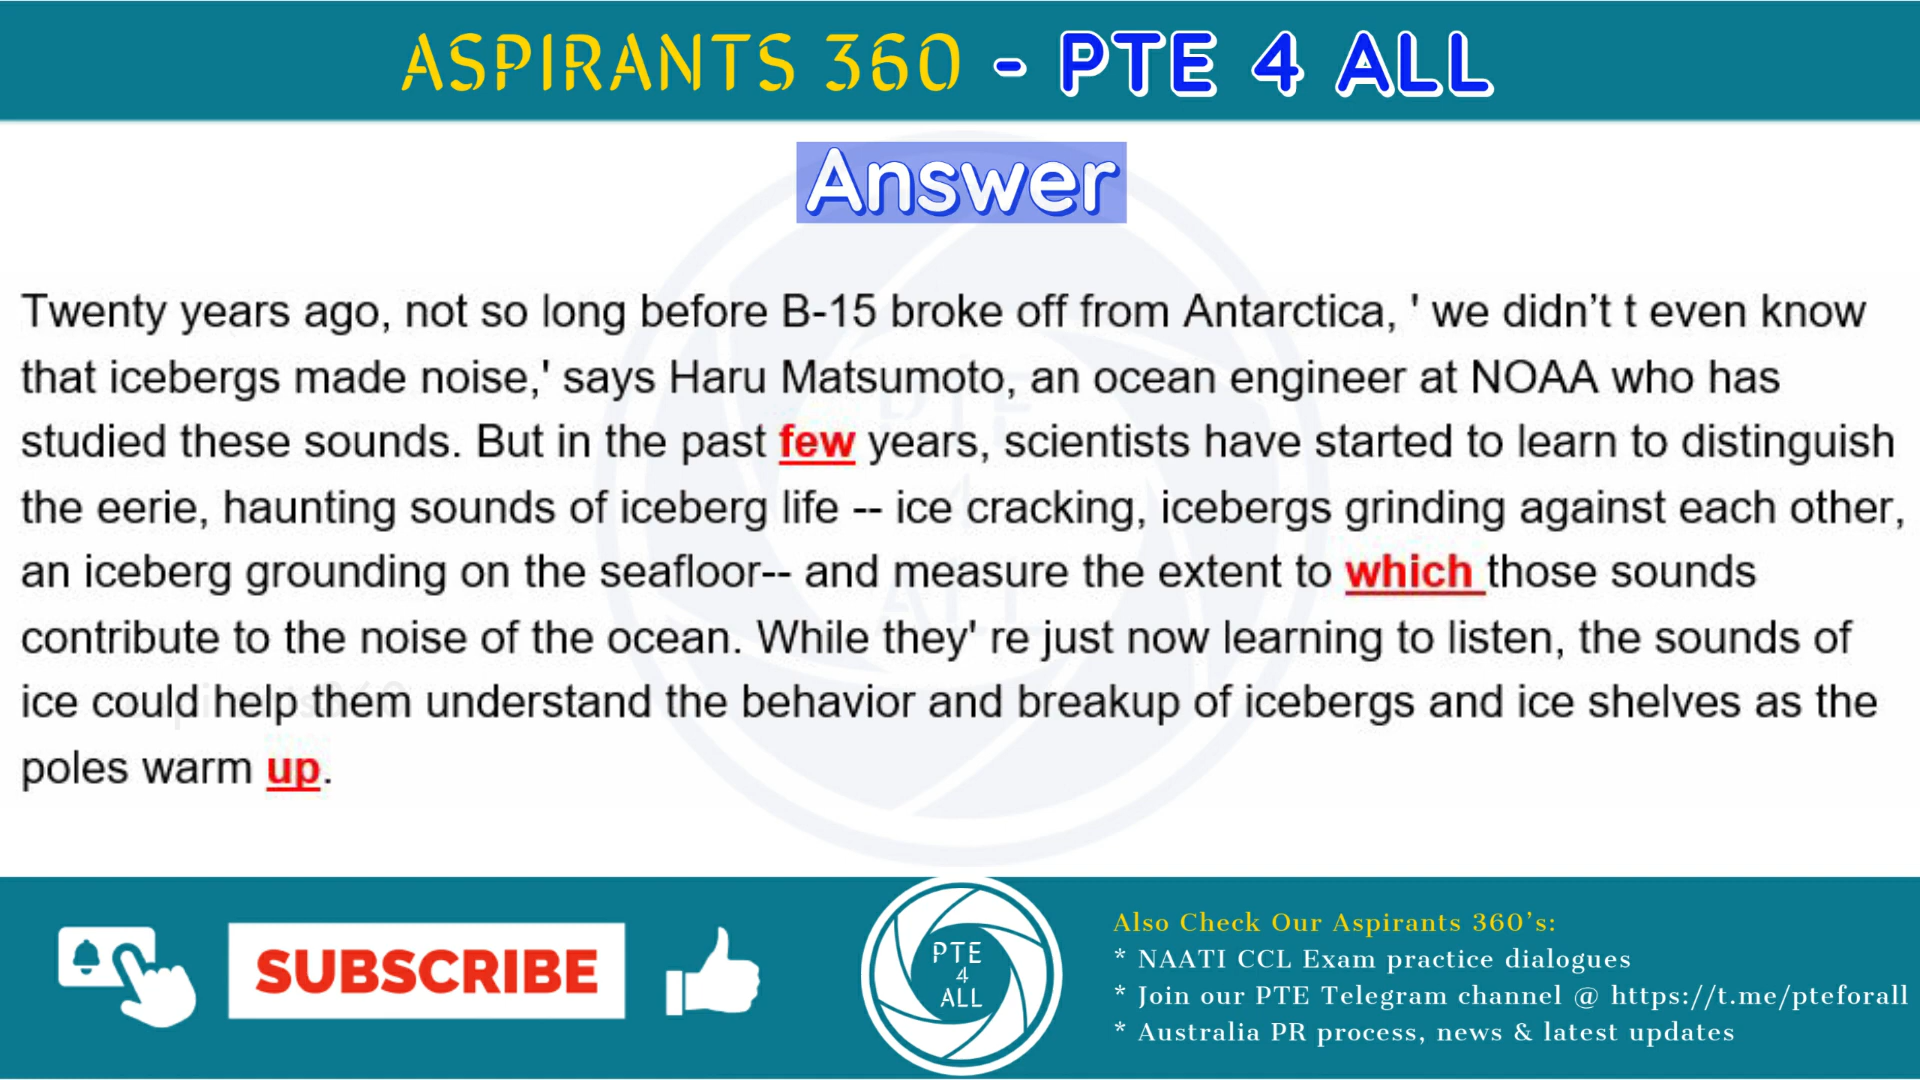 ASPIRANTS 360 - PTE 4 ALL
Answer
Twenty years ago, not so long before B-15 broke off from Antarctica, ' we didn’t t even know
that icebergs made noise,' says Haru Matsumoto, an ocean engineer at NOAA who has
studied these sounds. But in the past few years, scientists have started to learn to distinguish
the eerie, haunting sounds of iceberg life -- ice cracking, icebergs grinding against each other,
an iceberg grounding on the seafloor-- and measure the extent to which those sounds
contribute to the noise of the ocean. While they' re just now learning to listen, the sounds of
ice could help them understand the behavior and breakup of icebergs and ice shelves as the
poles warm up.
SUBSCRIBE
PTE
4
ALL
Also Check Our Aspirants 360's:
* NAATI CCL Exam practice dialogues
* Join our PTE Telegram channel @ https://t.me/pteforall
* Australia PR process, news & latest updates